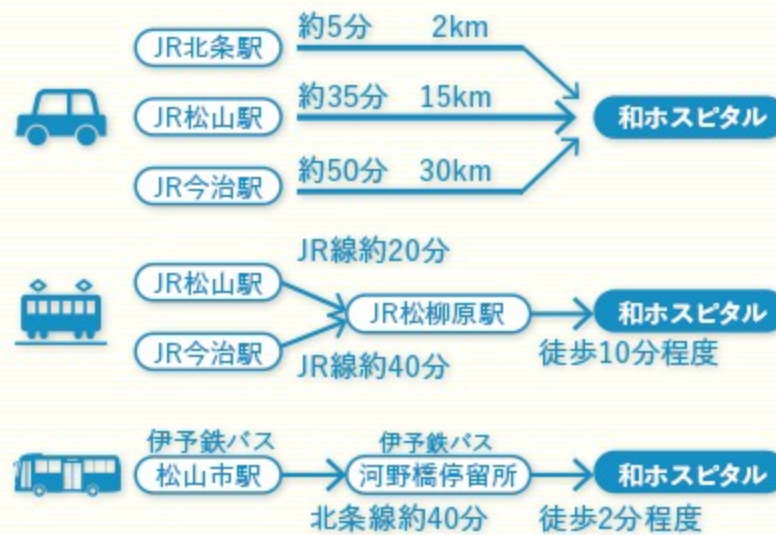 JR北条駅 約5分 2km
JR松山駅 約35分 15km 和ホスピタル
JR今治駅 約50分 30km
JR線約20分
JR松山駅
JR松柳原駅 和ホスピタル
JR今治駅
JR線約40分 徒歩10分程度
伊予鉄バス 伊予鉄バス
松山市駅 河野橋停留所 和ホスピタル
北条線約40分 徒歩2分程度